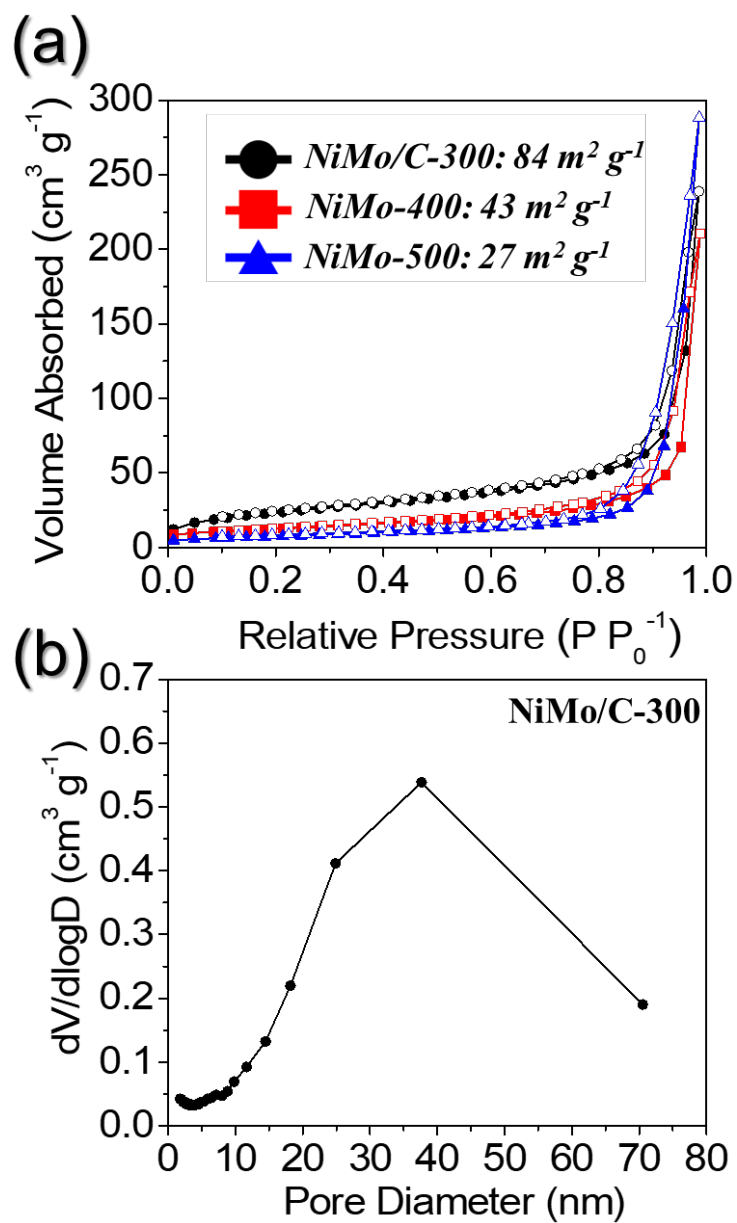 (a)
300
250
200
150
100
50
0
Volume Absorbed (cm³ g⁻¹)
NiMo/C-300: 84 m² g⁻¹
NiMo-400: 43 m² g⁻¹
NiMo-500: 27 m² g⁻¹
0.0 0.2 0.4 0.6 0.8 1.0
Relative Pressure (P P₀⁻¹)
(b)
0.7
0.6
0.5
0.4
0.3
0.2
0.1
0.0
dV/dlogD (cm³ g⁻¹)
NiMo/C-300
0 10 20 30 40 50 60 70 80
Pore Diameter (nm)